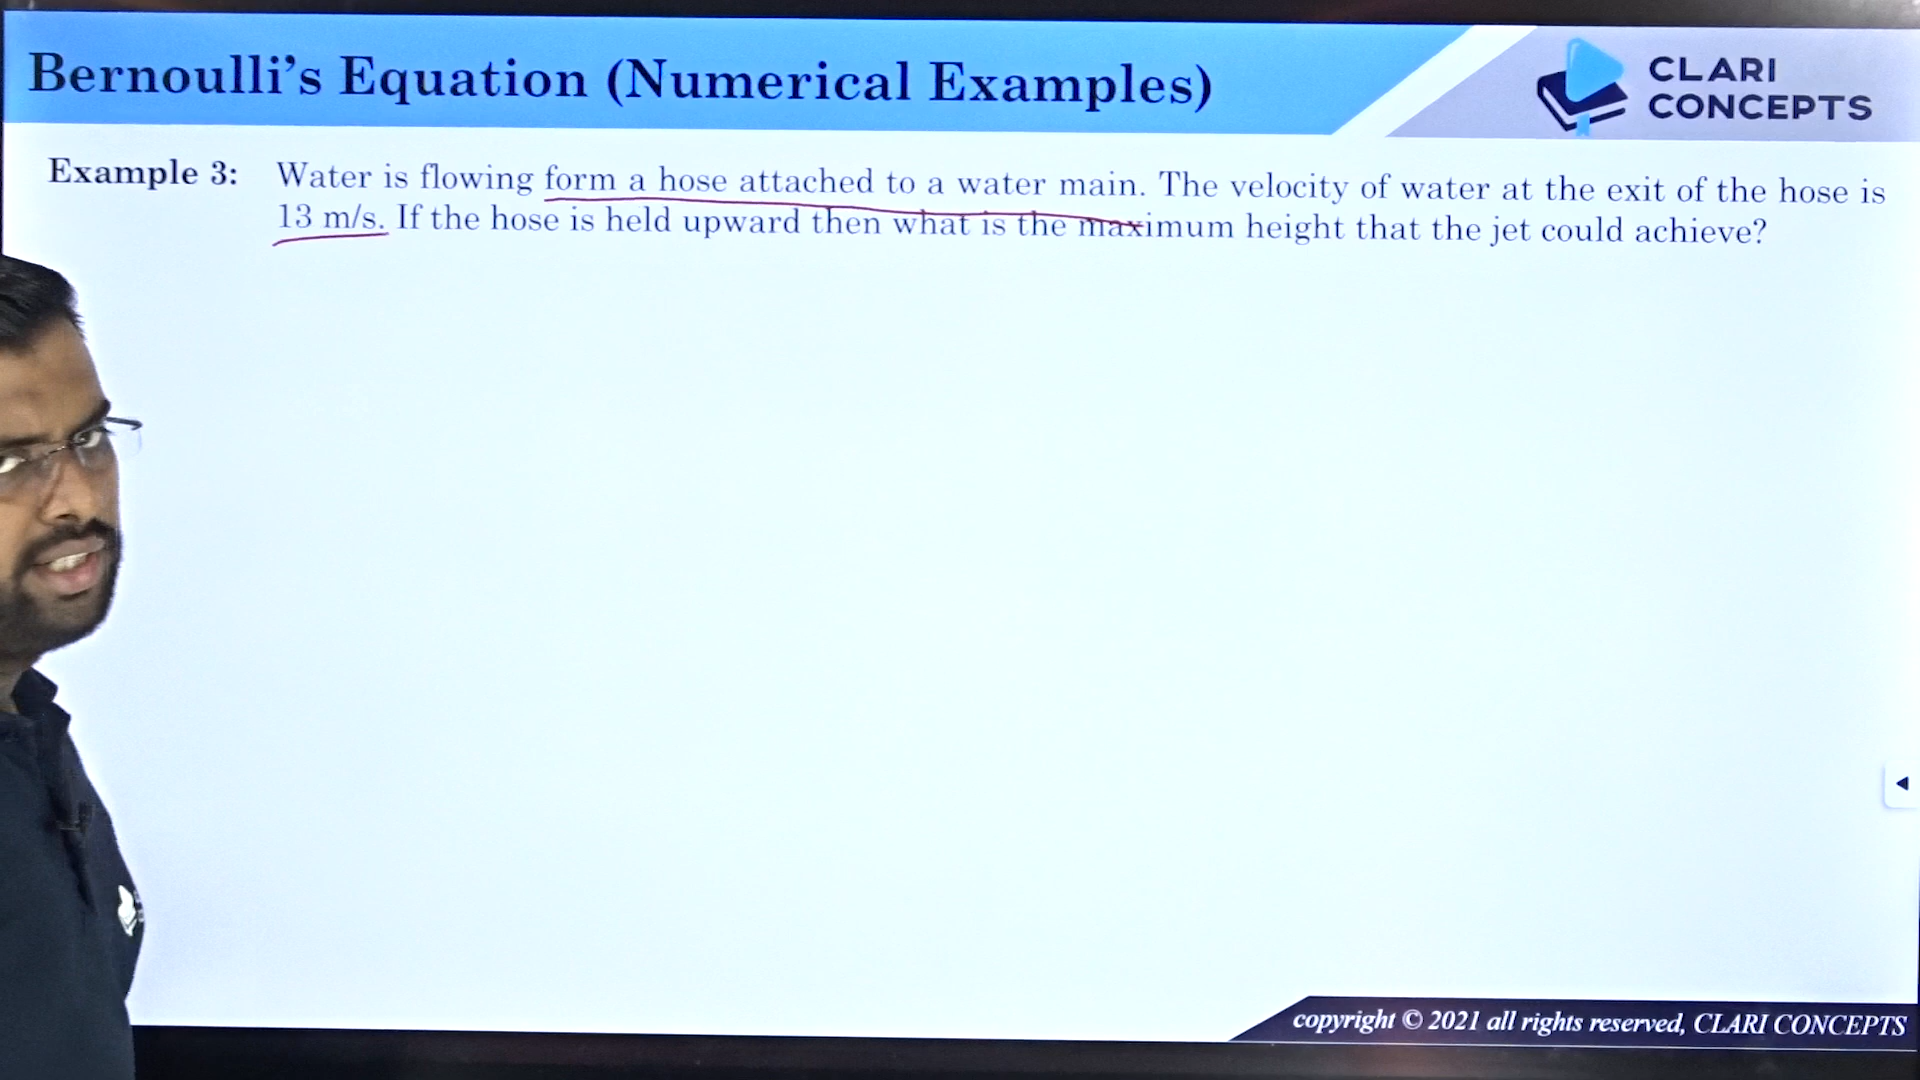 Bernoulli's Equation (Numerical Examples)
CLARI
CONCEPTS
Example 3: Water is flowing form a hose attached to a water main. The velocity of water at the exit of the hose is
13 m/s. If the hose is held upward then what is the maximum height that the jet could achieve?
copyright © 2021 all rights reserved, CLARI CONCEPTS